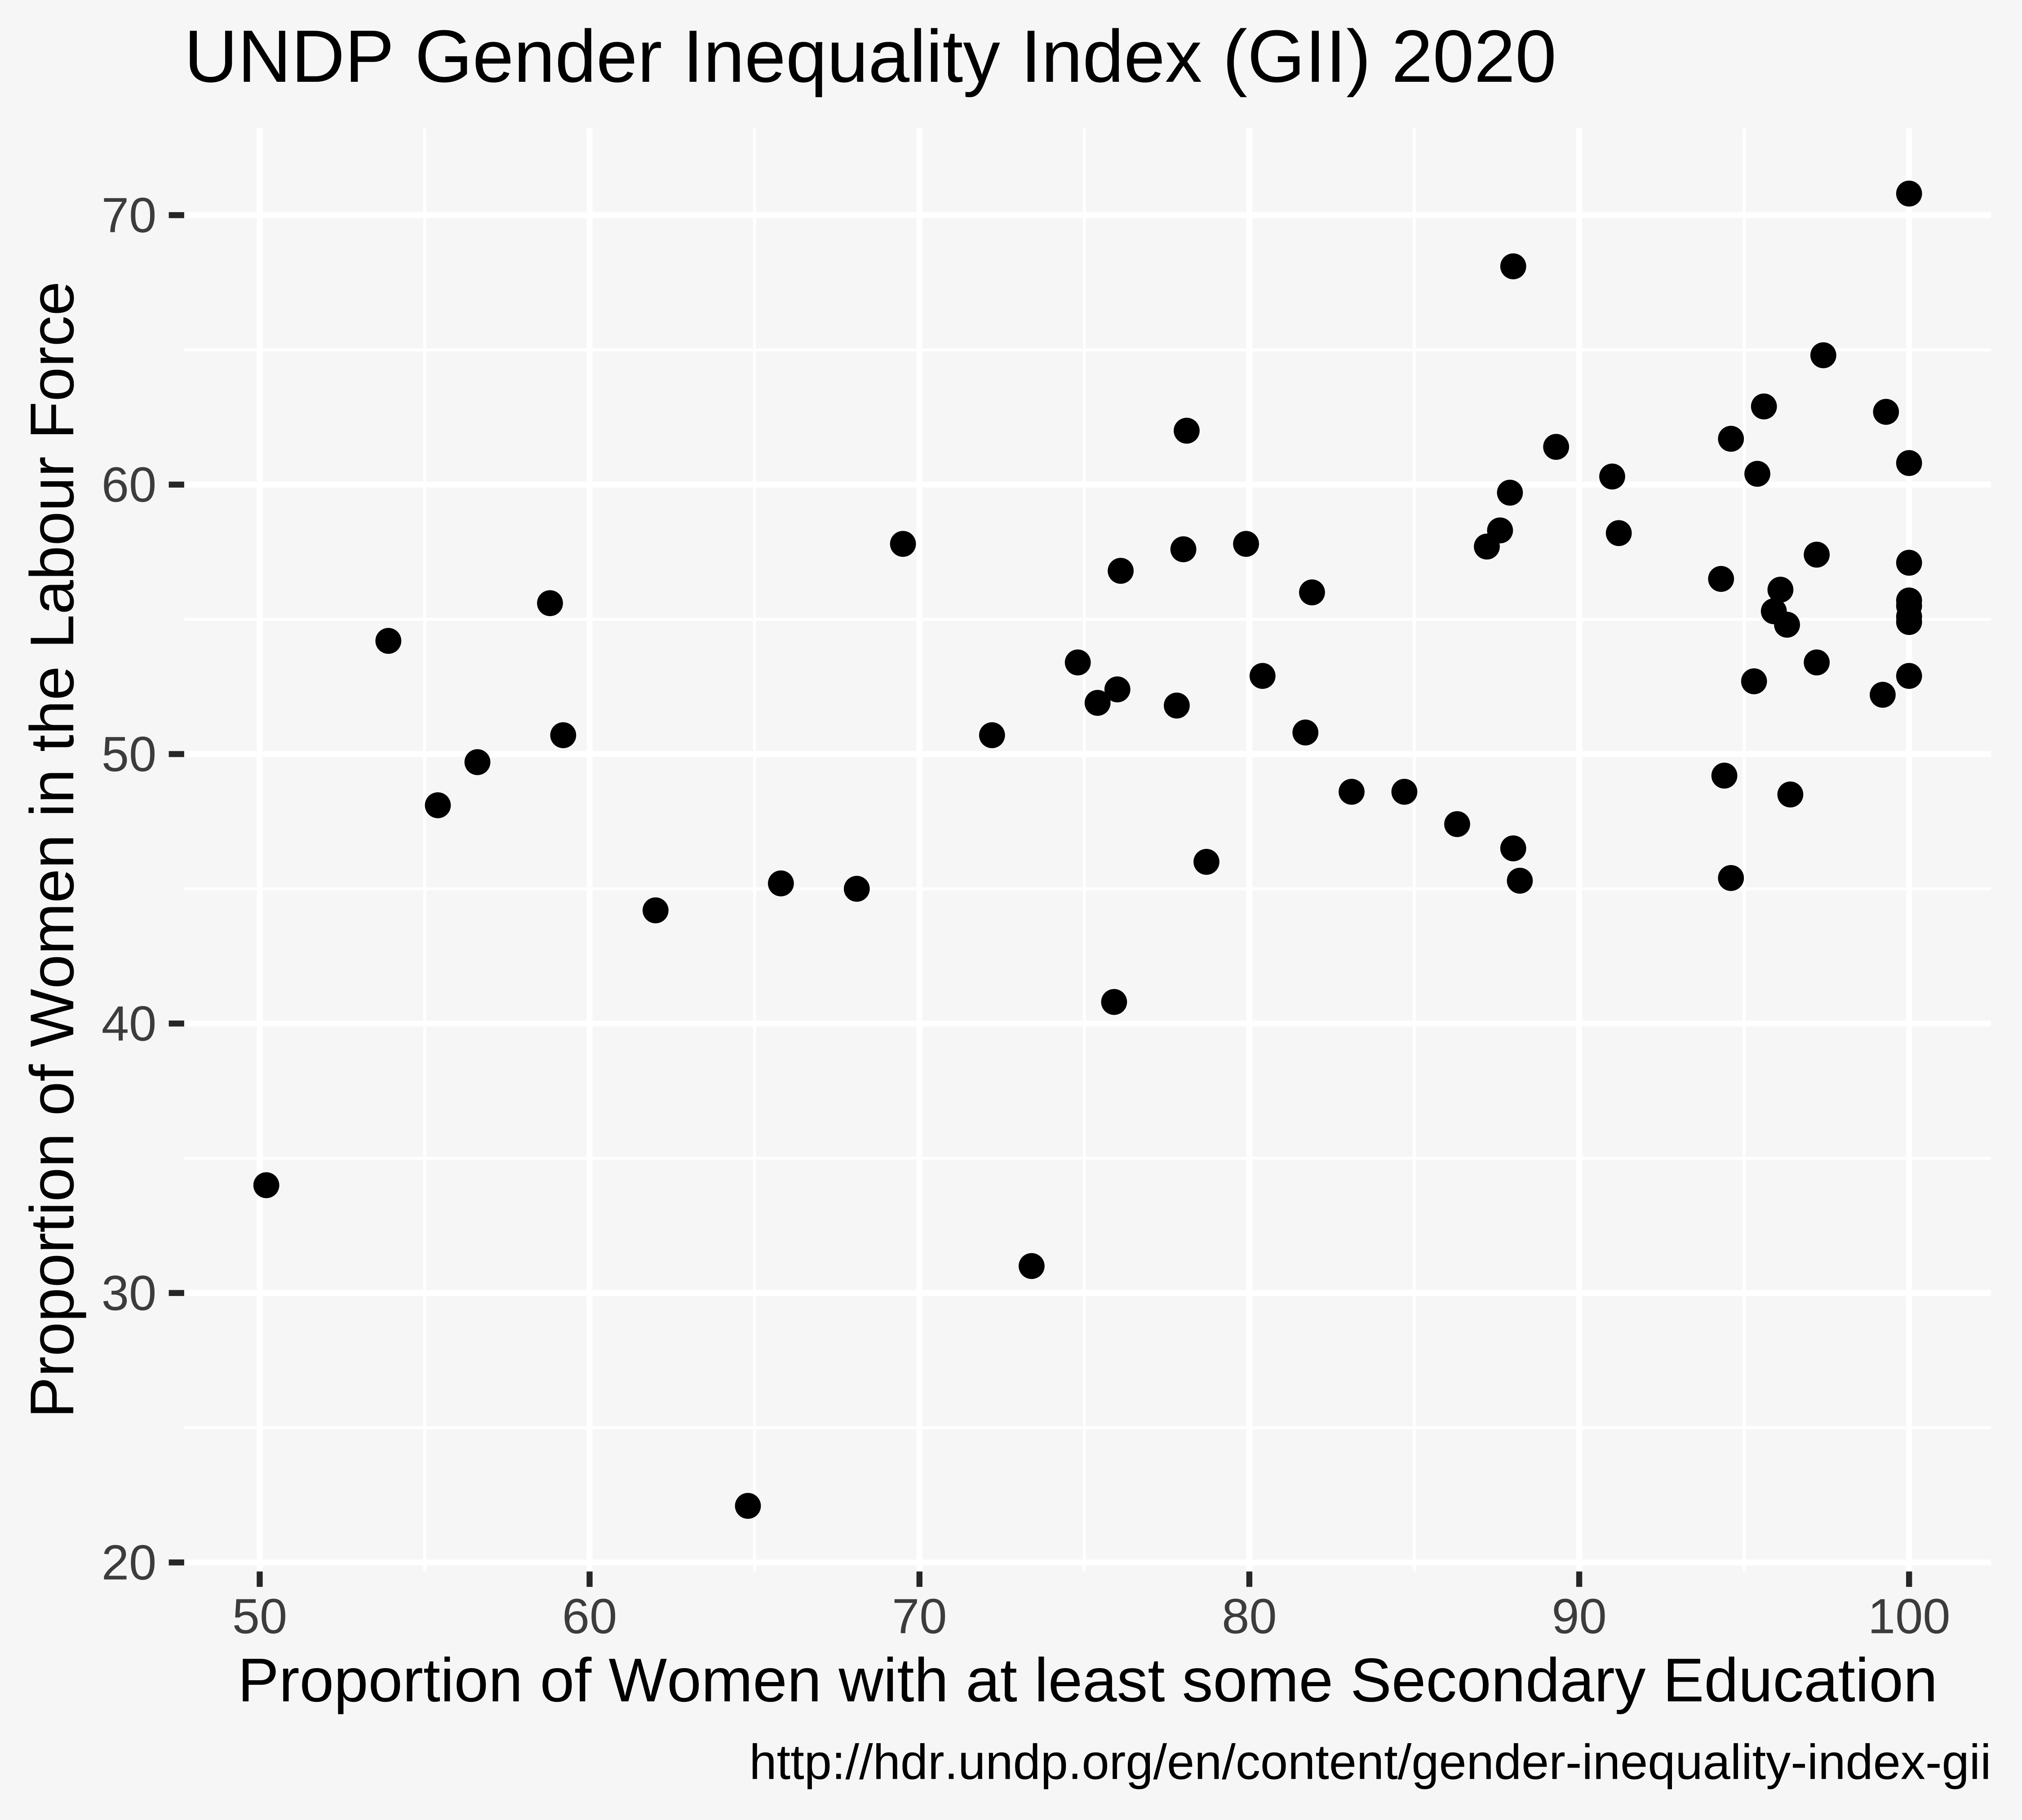 UNDP Gender Inequality Index (GII) 2020
Proportion of Women in the Labour Force
70
60
50
40
30
20
50 60 70 80 90 100
Proportion of Women with at least some Secondary Education
http://hdr.undp.org/en/content/gender-inequality-index-gii